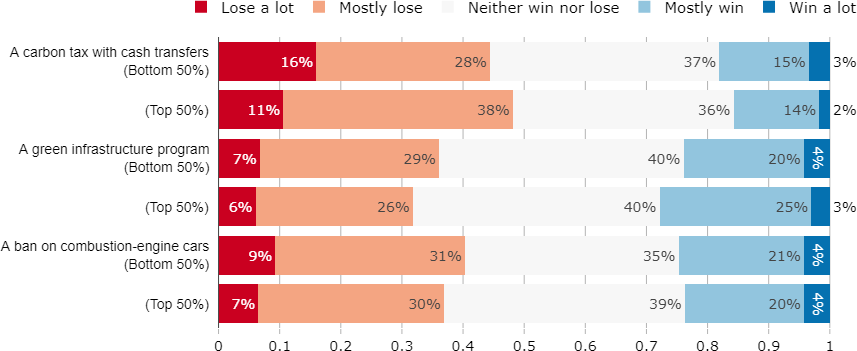 Lose a lot Mostly lose Neither win nor lose Mostly win Win a lot
A carbon tax with cash transfers
(Bottom 50%) 16% 28% 37% 15% 3%
(Top 50%) 11% 38% 36% 14% 2%
A green infrastructure program
(Bottom 50%) 7% 29% 40% 20% 4%
(Top 50%) 6% 26% 40% 25% 3%
A ban on combustion-engine cars
(Bottom 50%) 9% 31% 35% 21% 4%
(Top 50%) 7% 30% 39% 20% 4%
0 0.1 0.2 0.3 0.4 0.5 0.6 0.7 0.8 0.9 1